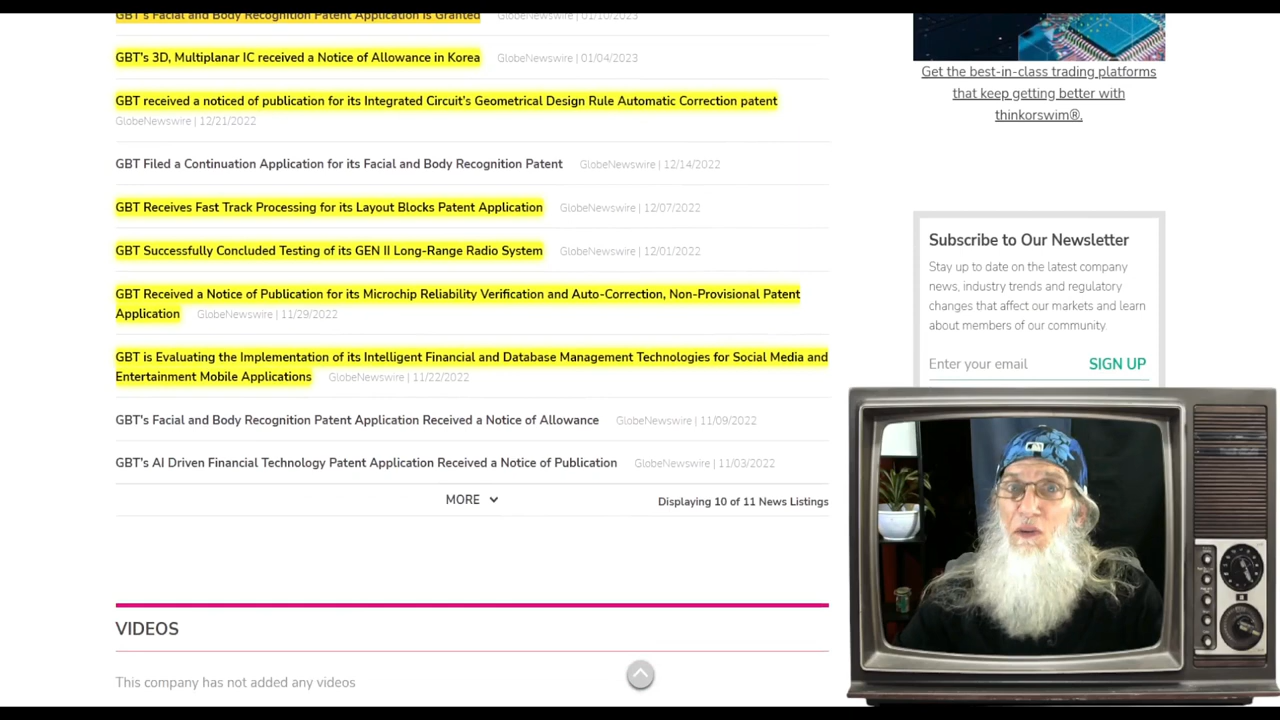 GBT's Facial and Body Recognition Patent Application is Granted GlobeNewswire | 01/10/2023
GBT's 3D, Multiplanar IC received a Notice of Allowance in Korea GlobeNewswire | 01/04/2023
GBT received a noticed of publication for its Integrated Circuit's Geometrical Design Rule Automatic Correction patent
GlobeNewswire | 12/21/2022
GBT Filed a Continuation Application for its Facial and Body Recognition Patent GlobeNewswire | 12/14/2022
GBT Receives Fast Track Processing for its Layout Blocks Patent Application GlobeNewswire | 12/07/2022
GBT Successfully Concluded Testing of its GEN II Long-Range Radio System GlobeNewswire | 12/01/2022
GBT Received a Notice of Publication for its Microchip Reliability Verification and Auto-Correction, Non-Provisional Patent
Application GlobeNewswire | 11/29/2022
GBT is Evaluating the Implementation of its Intelligent Financial and Database Management Technologies for Social Media and
Entertainment Mobile Applications GlobeNewswire | 11/22/2022
GBT's Facial and Body Recognition Patent Application Received a Notice of Allowance GlobeNewswire | 11/09/2022
GBT's AI Driven Financial Technology Patent Application Received a Notice of Publication GlobeNewswire | 11/03/2022
MORE
Displaying 10 of 11 News Listings
VIDEOS
This company has not added any videos
Get the best-in-class trading platforms
that keep getting better with
thinkorswim®.
Subscribe to Our Newsletter
Stay up to date on the latest company
news, industry trends and regulatory
changes that affect our markets and learn
about members of our community
Enter your email
SIGN UP